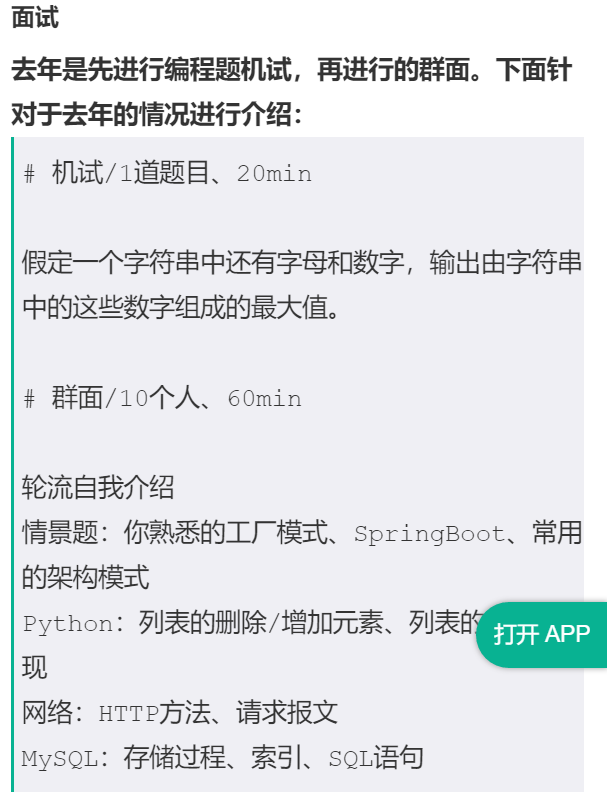 面试
去年是先进行编程题机试，再进行的群面。下面针
对于去年的情况进行介绍：
# 机试/1道题目、20min
假定一个字符串中还有字母和数字，输出由字符串
中的这些数字组成的最大值。
# 群面/10个人、60min
轮流自我介绍
情景题：你熟悉的工厂模式、SpringBoot、常用
的架构模式
Python：列表的删除/增加元素、列表的
打开 APP
现
网络：HTTP方法、请求报文
MySQL：存储过程、索引、SQL语句